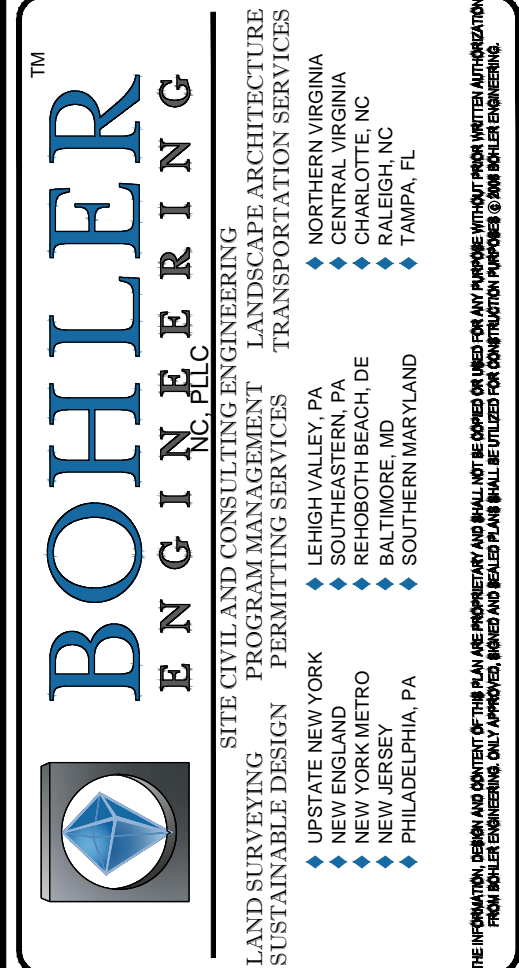 BOHLER™
ENGINEERING
NC, PLLC
SITE CIVIL AND CONSULTING ENGINEERING
LAND SURVEYING PROGRAM MANAGEMENT LANDSCAPE ARCHITECTURE
SUSTAINABLE DESIGN PERMITTING SERVICES TRANSPORTATION SERVICES
♦ UPSTATE NEW YORK ♦ LEHIGH VALLEY, PA ♦ NORTHERN VIRGINIA
♦ NEW ENGLAND ♦ SOUTHEASTERN, PA ♦ CENTRAL VIRGINIA
♦ NEW YORK METRO ♦ REHOBOTH BEACH, DE ♦ CHARLOTTE, NC
♦ NEW JERSEY ♦ BALTIMORE, MD ♦ RALEIGH, NC
♦ PHILADELPHIA, PA ♦ SOUTHERN MARYLAND ♦ TAMPA, FL
THE INFORMATION, DESIGN AND CONTENT OF THIS PLAN ARE PROPRIETARY AND SHALL NOT BE COPIED OR USED FOR ANY PURPOSE WITHOUT PRIOR WRITTEN AUTHORIZATION
FROM BOHLER ENGINEERING. ONLY APPROVED, SIGNED AND SEALED PLANS SHALL BE UTILIZED FOR CONSTRUCTION PURPOSES © 2008 BOHLER ENGINEERING.